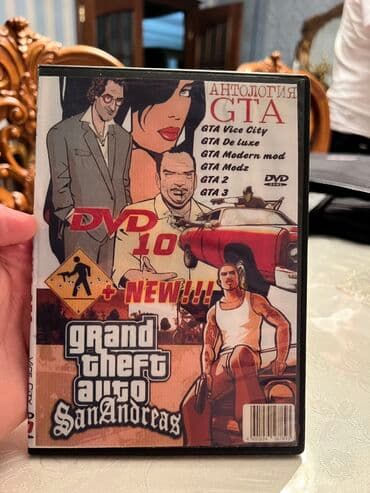 АНТОЛОГИЯ
GTA
GTA Vice City
GTA De luxe
GTA Modern mod
GTA Modz
GTA 2
GTA 3
DVD
DVD
10
+ NEW!!!
grand
theft
auto
San Andreas